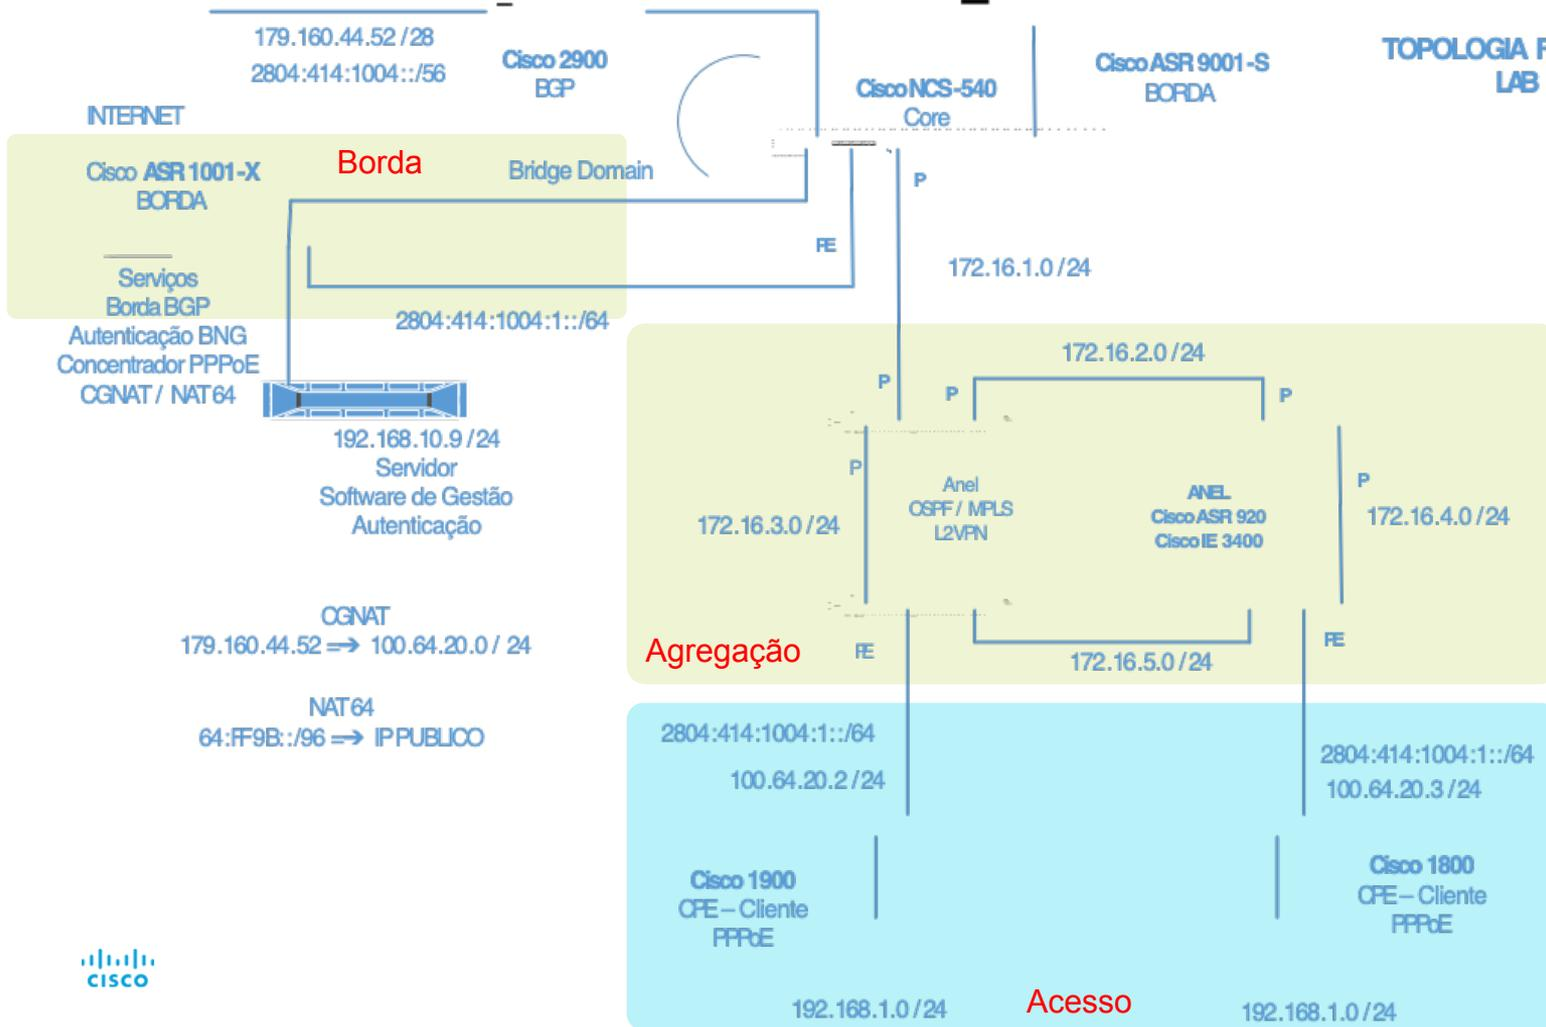 179.160.44.52 /28
2804:414:1004::/56
Cisco 2900
BGP
Cisco NCS-540
Core
Cisco ASR 9001-S
BORDA
TOPOLOGIA F
LAB
INTERNET
Borda
Cisco ASR 1001-X
BORDA
Bridge Domain
P
PE
172.16.1.0 /24
Serviços
Borda BGP
Autenticação BNG
Concentrador PPPoE
CGNAT / NAT64
2804:414:1004:1::/64
192.168.10.9 /24
Servidor
Software de Gestão
Autenticação
172.16.2.0 /24
P
P
P
P
P
Anel
OSPF / MPLS
L2VPN
ANEL
Cisco ASR 920
Cisco IE 3400
172.16.3.0 /24
172.16.4.0 /24
CGNAT
179.160.44.52 => 100.64.20.0 / 24
NAT64
64:FF9B::/96 => IP PUBLICO
Agregação
PE
172.16.5.0 /24
PE
2804:414:1004:1::/64
100.64.20.2 /24
2804:414:1004:1::/64
100.64.20.3 /24
Cisco 1900
CPE – Cliente
PPPoE
Cisco 1800
CPE – Cliente
PPPoE
CISCO
192.168.1.0 /24
Acesso
192.168.1.0 /24